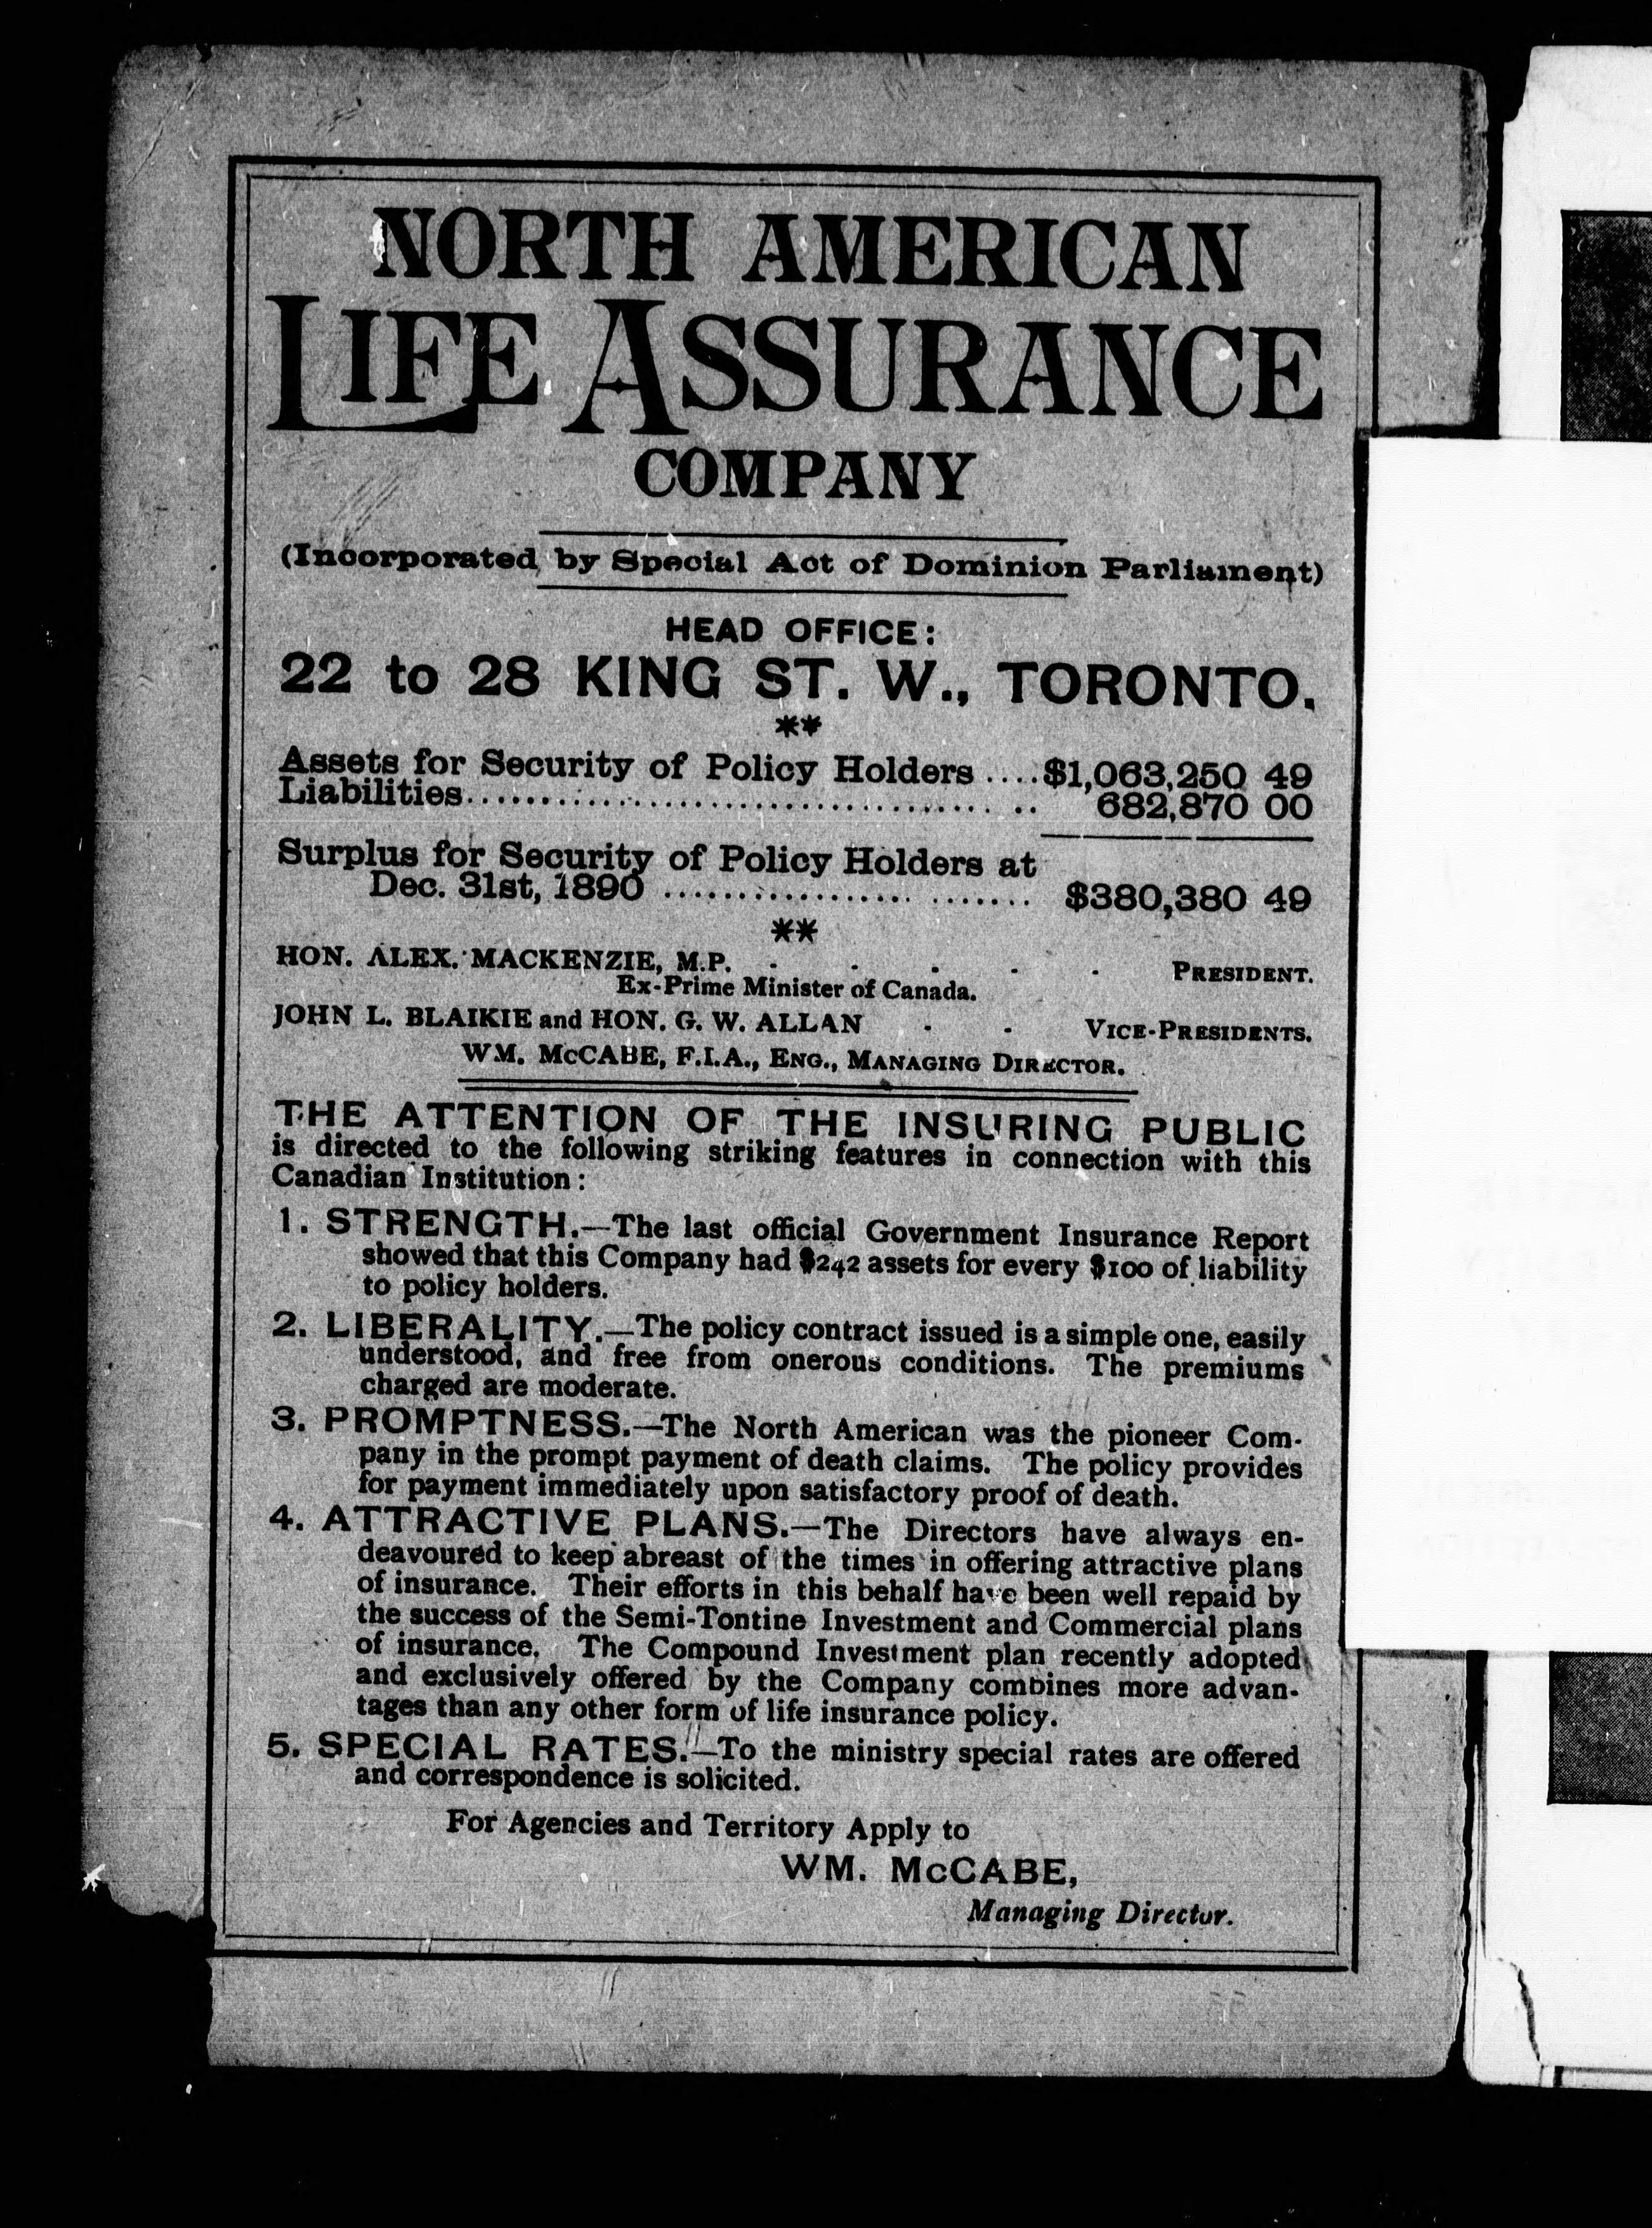 NORTH AMERICAN
LIFE ASSURANCE
COMPANY
(Incorporated by Special Act of Dominion Parliament)
HEAD OFFICE:
22 to 28 KING ST. W., TORONTO.
**
Assets for Security of Policy Holders ....$1,063,250 49
Liabilities........................................ 682,870 00
Surplus for Security of Policy Holders at
Dec. 31st, 1890 ......................... $380,380 49
**
HON. ALEX. MACKENZIE, M.P. . . . . . PRESIDENT.
Ex-Prime Minister of Canada.
JOHN L. BLAIKIE and HON. G. W. ALLAN . . VICE-PRESIDENTS.
WM. McCABE, F.I.A., ENG., MANAGING DIRECTOR.
THE ATTENTION OF THE INSURING PUBLIC
is directed to the following striking features in connection with this
Canadian Institution:
1. STRENGTH.—The last official Government Insurance Report
showed that this Company had $242 assets for every $100 of liability
to policy holders.
2. LIBERALITY.—The policy contract issued is a simple one, easily
understood, and free from onerous conditions. The premiums
charged are moderate.
3. PROMPTNESS.—The North American was the pioneer Com-
pany in the prompt payment of death claims. The policy provides
for payment immediately upon satisfactory proof of death.
4. ATTRACTIVE PLANS.—The Directors have always en-
deavoured to keep abreast of the times in offering attractive plans
of insurance. Their efforts in this behalf have been well repaid by
the success of the Semi-Tontine Investment and Commercial plans
of insurance. The Compound Investment plan recently adopted
and exclusively offered by the Company combines more advan-
tages than any other form of life insurance policy.
5. SPECIAL RATES.—To the ministry special rates are offered
and correspondence is solicited.
For Agencies and Territory Apply to
WM. McCABE,
Managing Director.